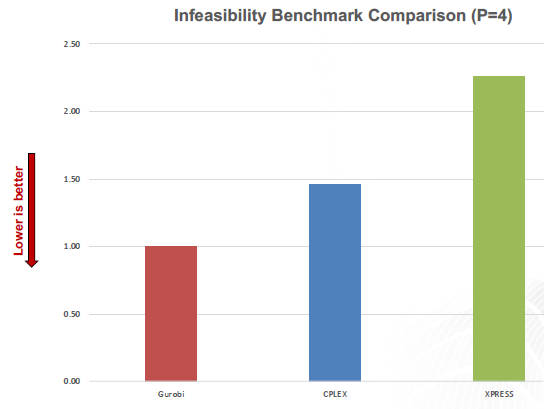 Infeasibility Benchmark Comparison (P=4)
2.50
2.00
1.50
1.00
0.50
0.00
Lower is better
Gurobi
CPLEX
XPRESS